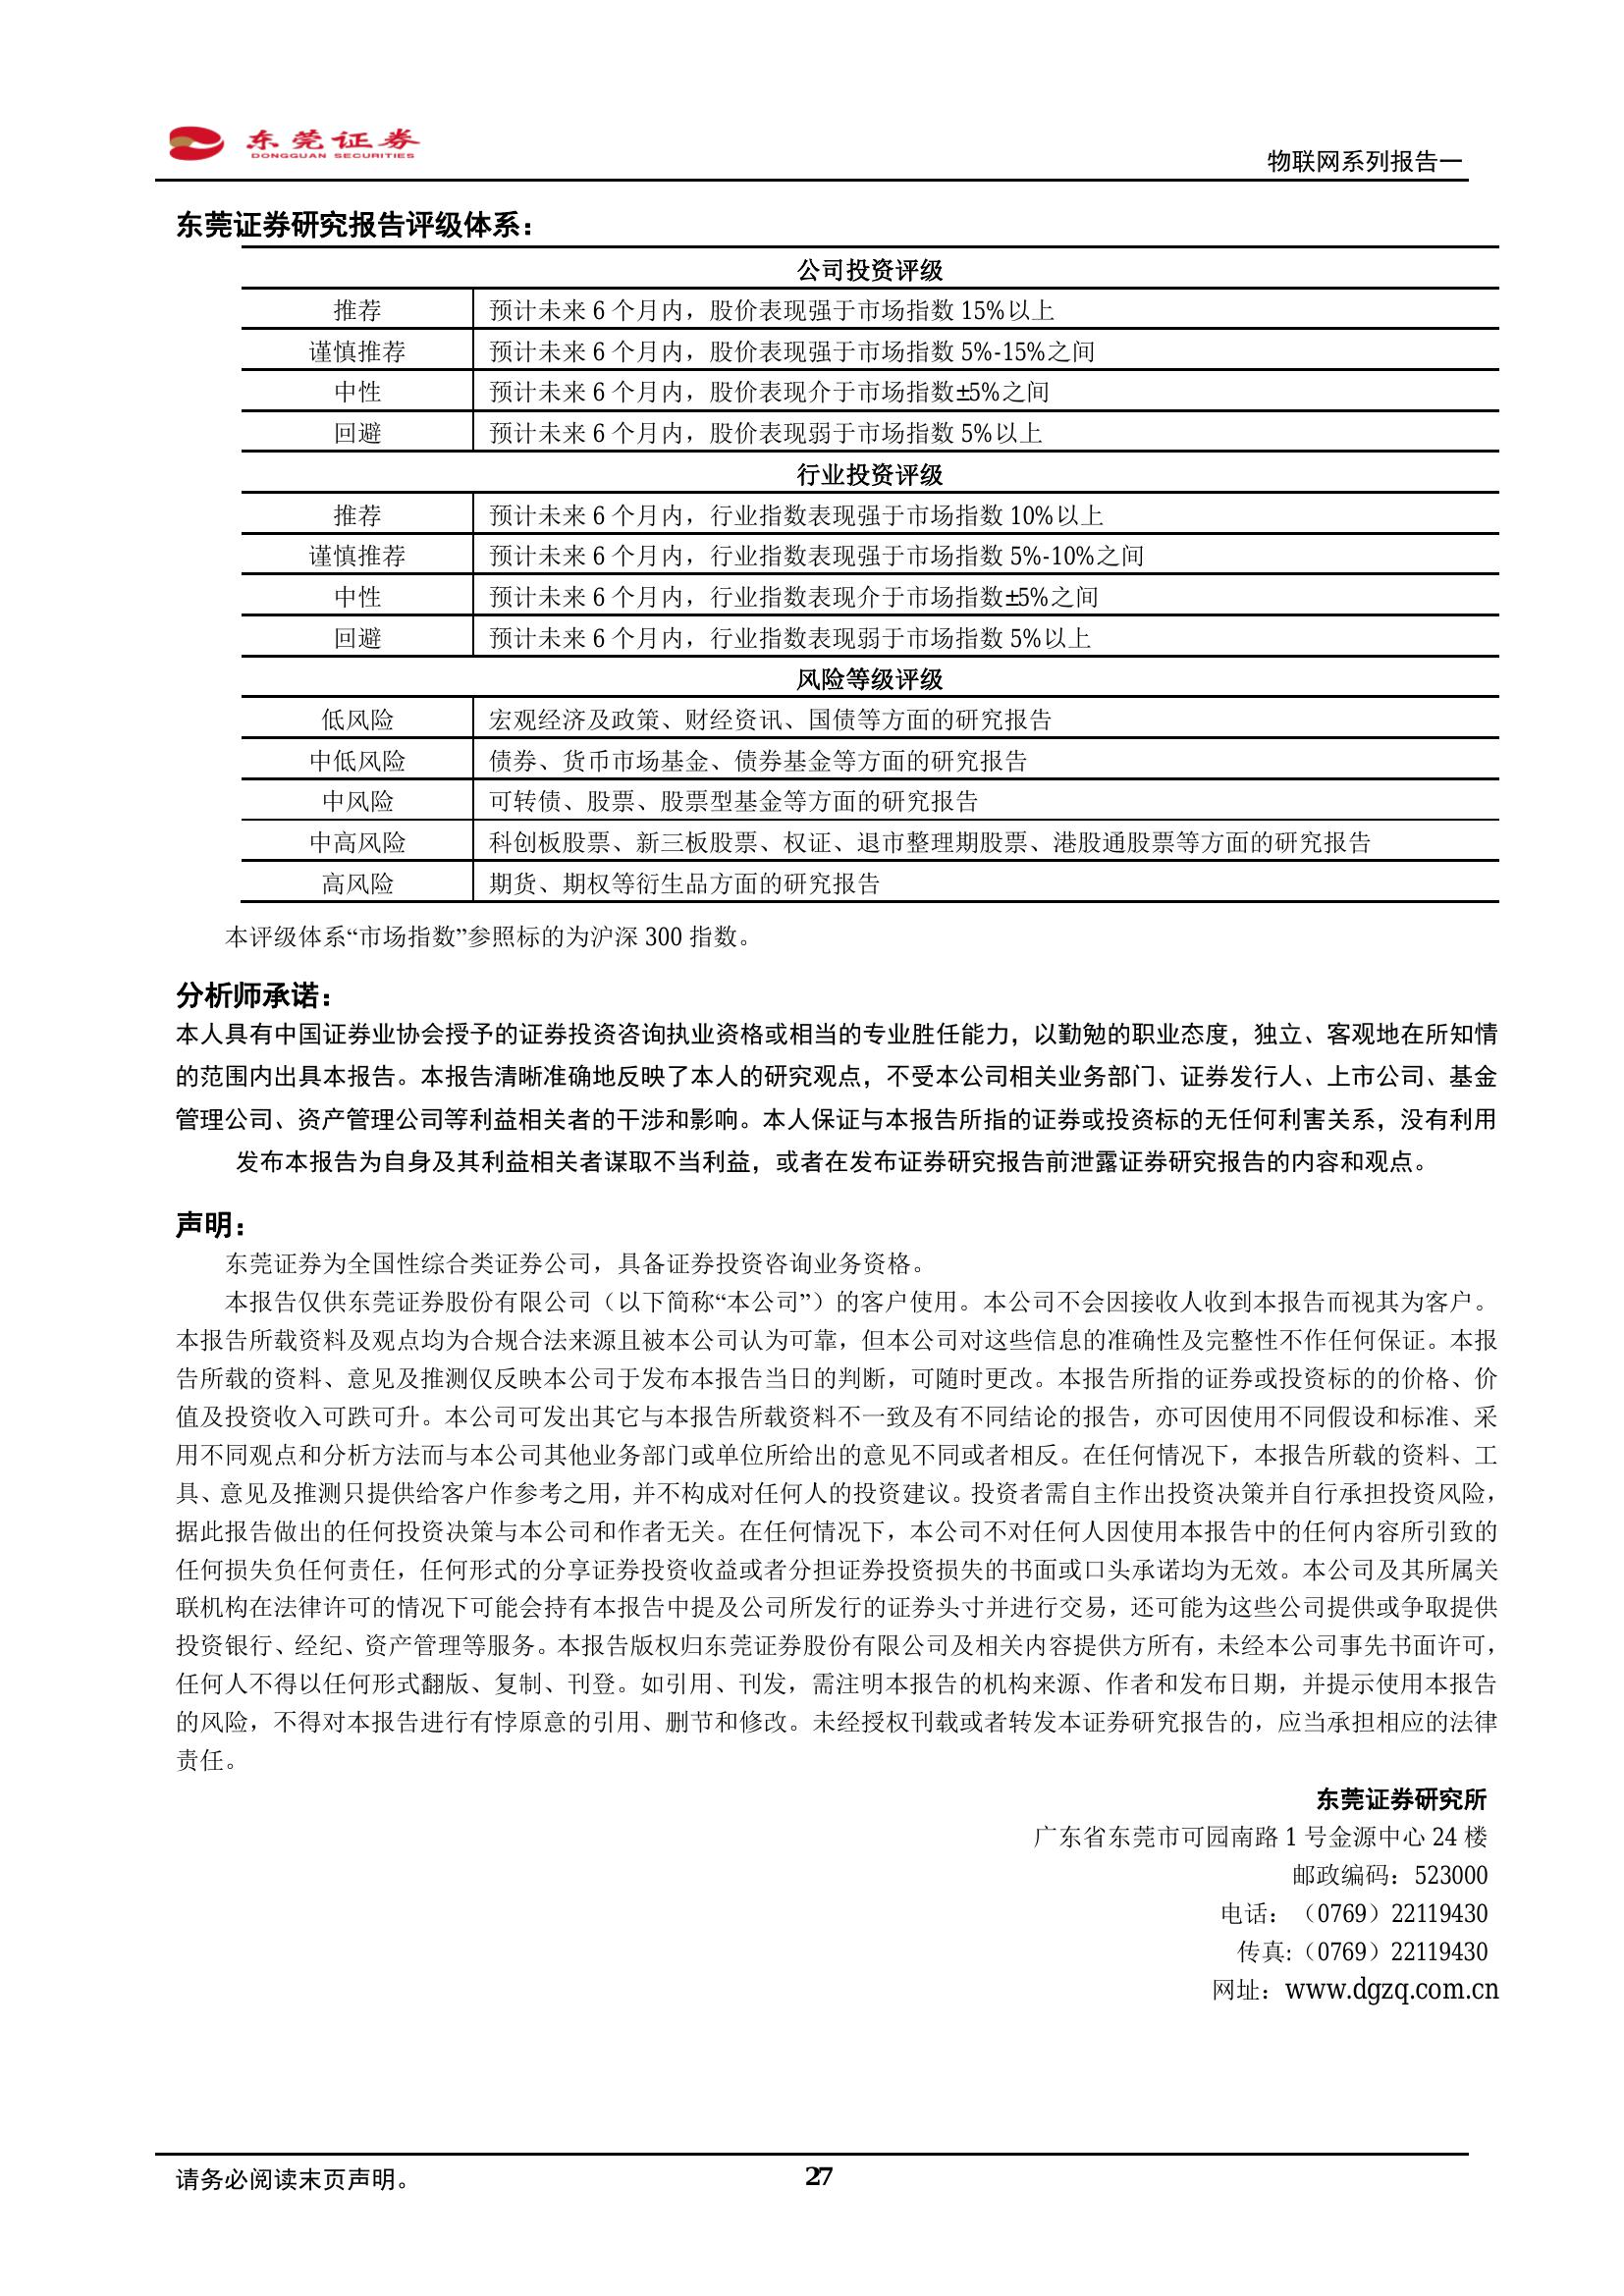 东莞证券
DONGGUAN SECURITIES
物联网系列报告一
东莞证券研究报告评级体系：
公司投资评级
推荐 预计未来 6 个月内，股价表现强于市场指数 15%以上
谨慎推荐 预计未来 6 个月内，股价表现强于市场指数 5%-15%之间
中性 预计未来 6 个月内，股价表现介于市场指数±5%之间
回避 预计未来 6 个月内，股价表现弱于市场指数 5%以上
行业投资评级
推荐 预计未来 6 个月内，行业指数表现强于市场指数 10%以上
谨慎推荐 预计未来 6 个月内，行业指数表现强于市场指数 5%-10%之间
中性 预计未来 6 个月内，行业指数表现介于市场指数±5%之间
回避 预计未来 6 个月内，行业指数表现弱于市场指数 5%以上
风险等级评级
低风险 宏观经济及政策、财经资讯、国债等方面的研究报告
中低风险 债券、货币市场基金、债券基金等方面的研究报告
中风险 可转债、股票、股票型基金等方面的研究报告
中高风险 科创板股票、新三板股票、权证、退市整理期股票、港股通股票等方面的研究报告
高风险 期货、期权等衍生品方面的研究报告
本评级体系“市场指数”参照标的为沪深 300 指数。
分析师承诺：
本人具有中国证券业协会授予的证券投资咨询执业资格或相当的专业胜任能力，以勤勉的职业态度，独立、客观地在所知情
的范围内出具本报告。本报告清晰准确地反映了本人的研究观点，不受本公司相关业务部门、证券发行人、上市公司、基金
管理公司、资产管理公司等利益相关者的干涉和影响。本人保证与本报告所指的证券或投资标的无任何利害关系，没有利用
发布本报告为自身及其利益相关者谋取不当利益，或者在发布证券研究报告前泄露证券研究报告的内容和观点。
声明：
东莞证券为全国性综合类证券公司，具备证券投资咨询业务资格。
本报告仅供东莞证券股份有限公司（以下简称“本公司”）的客户使用。本公司不会因接收人收到本报告而视其为客户。
本报告所载资料及观点均为合规合法来源且被本公司认为可靠，但本公司对这些信息的准确性及完整性不作任何保证。本报
告所载的资料、意见及推测仅反映本公司于发布本报告当日的判断，可随时更改。本报告所指的证券或投资标的的价格、价
值及投资收入可跌可升。本公司可发出其它与本报告所载资料不一致及有不同结论的报告，亦可因使用不同假设和标准、采
用不同观点和分析方法而与本公司其他业务部门或单位所给出的意见不同或者相反。在任何情况下，本报告所载的资料、工
具、意见及推测只提供给客户作参考之用，并不构成对任何人的投资建议。投资者需自主作出投资决策并自行承担投资风险，
据此报告做出的任何投资决策与本公司和作者无关。在任何情况下，本公司不对任何人因使用本报告中的任何内容所引致的
任何损失负任何责任，任何形式的分享证券投资收益或者分担证券投资损失的书面或口头承诺均为无效。本公司及其所属关
联机构在法律许可的情况下可能会持有本报告中提及公司所发行的证券头寸并进行交易，还可能为这些公司提供或争取提供
投资银行、经纪、资产管理等服务。本报告版权归东莞证券股份有限公司及相关内容提供方所有，未经本公司事先书面许可，
任何人不得以任何形式翻版、复制、刊登。如引用、刊发，需注明本报告的机构来源、作者和发布日期，并提示使用本报告
的风险，不得对本报告进行有悖原意的引用、删节和修改。未经授权刊载或者转发本证券研究报告的，应当承担相应的法律
责任。
东莞证券研究所
广东省东莞市可园南路 1 号金源中心 24 楼
邮政编码：523000
电话：（0769）22119430
传真:（0769）22119430
网址：www.dgzq.com.cn
请务必阅读末页声明。
27